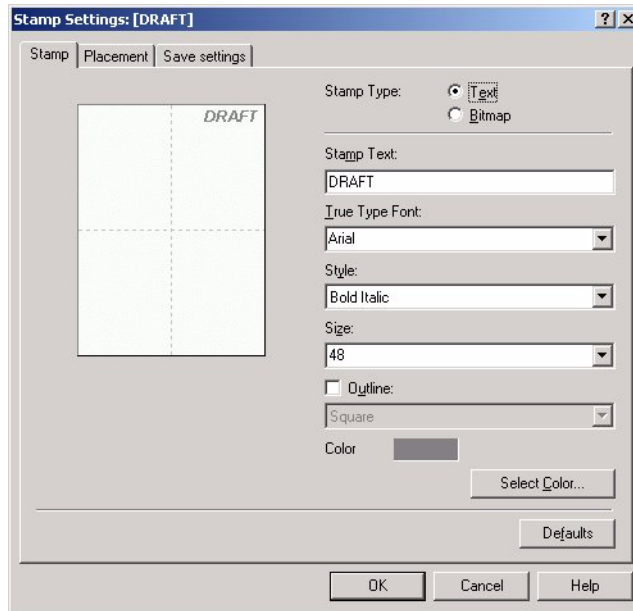 Stamp Settings: [DRAFT]
Stamp Placement Save settings
DRAFT
Stamp Type: Text
Bitmap
Stamp Text:
DRAFT
True Type Font:
Arial
Style:
Bold Italic
Size:
48
Outline:
Square
Color
Select Color...
Defaults
OK Cancel Help